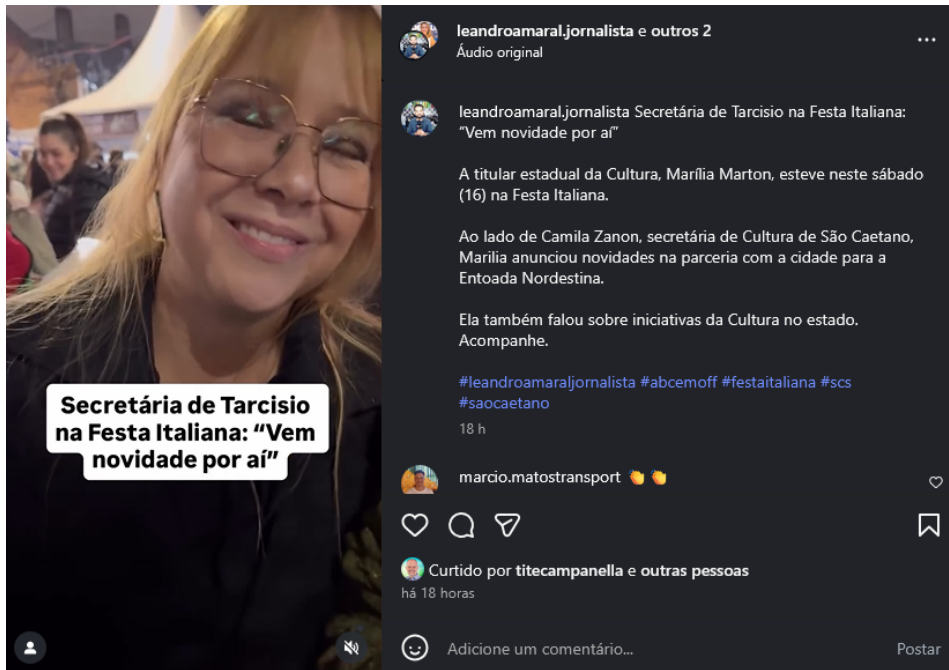 leandroamaral.jornalista e outros 2
Áudio original
leandroamaral.jornalista Secretária de Tarcisio na Festa Italiana:
“Vem novidade por aí”
A titular estadual da Cultura, Marília Marton, esteve neste sábado
(16) na Festa Italiana.
Ao lado de Camila Zanon, secretária de Cultura de São Caetano,
Marilia anunciou novidades na parceria com a cidade para a
Entoada Nordestina.
Ela também falou sobre iniciativas da Cultura no estado.
Acompanhe.
#leandroamaraljornalista #abcemoff #festaitaliana #scs
#saocaetano
18 h
marcio.matostransport 👏 👏
Curtido por titecampanella e outras pessoas
há 18 horas
Adicione um comentário...
Postar
Secretária de Tarcisio
na Festa Italiana: “Vem
novidade por aí”